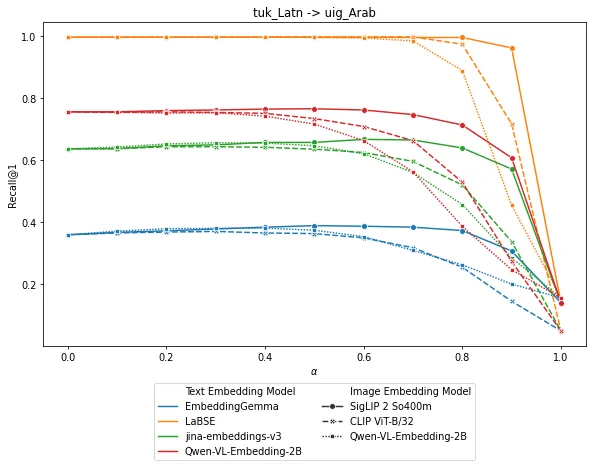 tuk_Latn -> uig_Arab
1.0
0.8
0.6
0.4
0.2
Recall@1
0.0 0.2 0.4 0.6 0.8 1.0
α
Text Embedding Model Image Embedding Model
EmbeddingGemma SigLIP 2 So400m
LaBSE CLIP ViT-B/32
jina-embeddings-v3 Qwen-VL-Embedding-2B
Qwen-VL-Embedding-2B